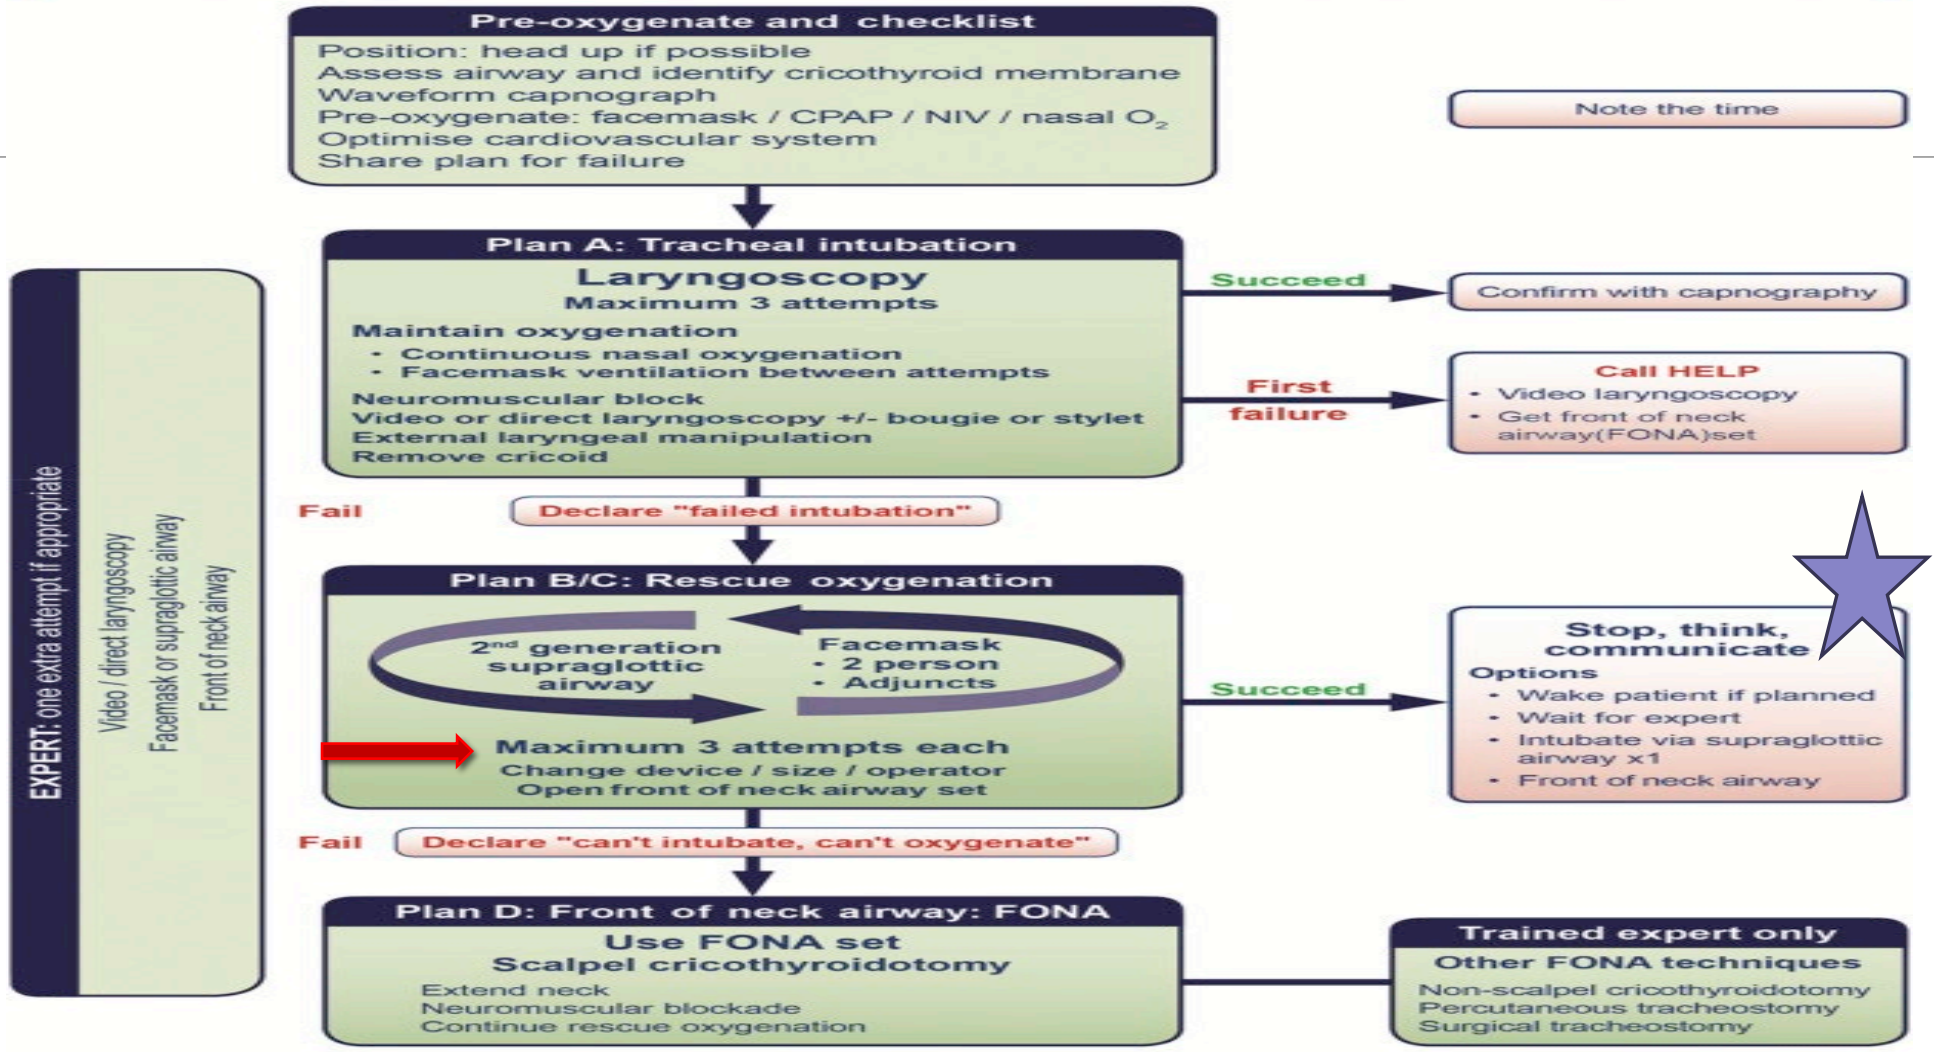 Pre-oxygenate and checklist
Position: head up if possible
Assess airway and identify cricothyroid membrane
Waveform capnograph
Pre-oxygenate: facemask / CPAP / NIV / nasal O₂
Optimise cardiovascular system
Share plan for failure
Note the time
Plan A: Tracheal intubation
Laryngoscopy
Maximum 3 attempts
Maintain oxygenation
• Continuous nasal oxygenation
• Facemask ventilation between attempts
Neuromuscular block
Video or direct laryngoscopy +/- bougie or stylet
External laryngeal manipulation
Remove cricoid
Succeed
Confirm with capnography
First
failure
Call HELP
• Video laryngoscopy
• Get front of neck
airway(FONA)set
Fail
Declare "failed intubation"
Plan B/C: Rescue oxygenation
2nd generation
supraglottic
airway
Facemask
• 2 person
• Adjuncts
Maximum 3 attempts each
Change device / size / operator
Open front of neck airway set
Succeed
Stop, think,
communicate
Options
• Wake patient if planned
• Wait for expert
• Intubate via supraglottic
airway x1
• Front of neck airway
Fail
Declare "can't intubate, can't oxygenate"
Plan D: Front of neck airway: FONA
Use FONA set
Scalpel cricothyroidotomy
Extend neck
Neuromuscular blockade
Continue rescue oxygenation
Trained expert only
Other FONA techniques
Non-scalpel cricothyroidotomy
Percutaneous tracheostomy
Surgical tracheostomy
EXPERT: one extra attempt if appropriate
Video / direct laryngoscopy
Facemask or supraglottic airway
Front of neck airway